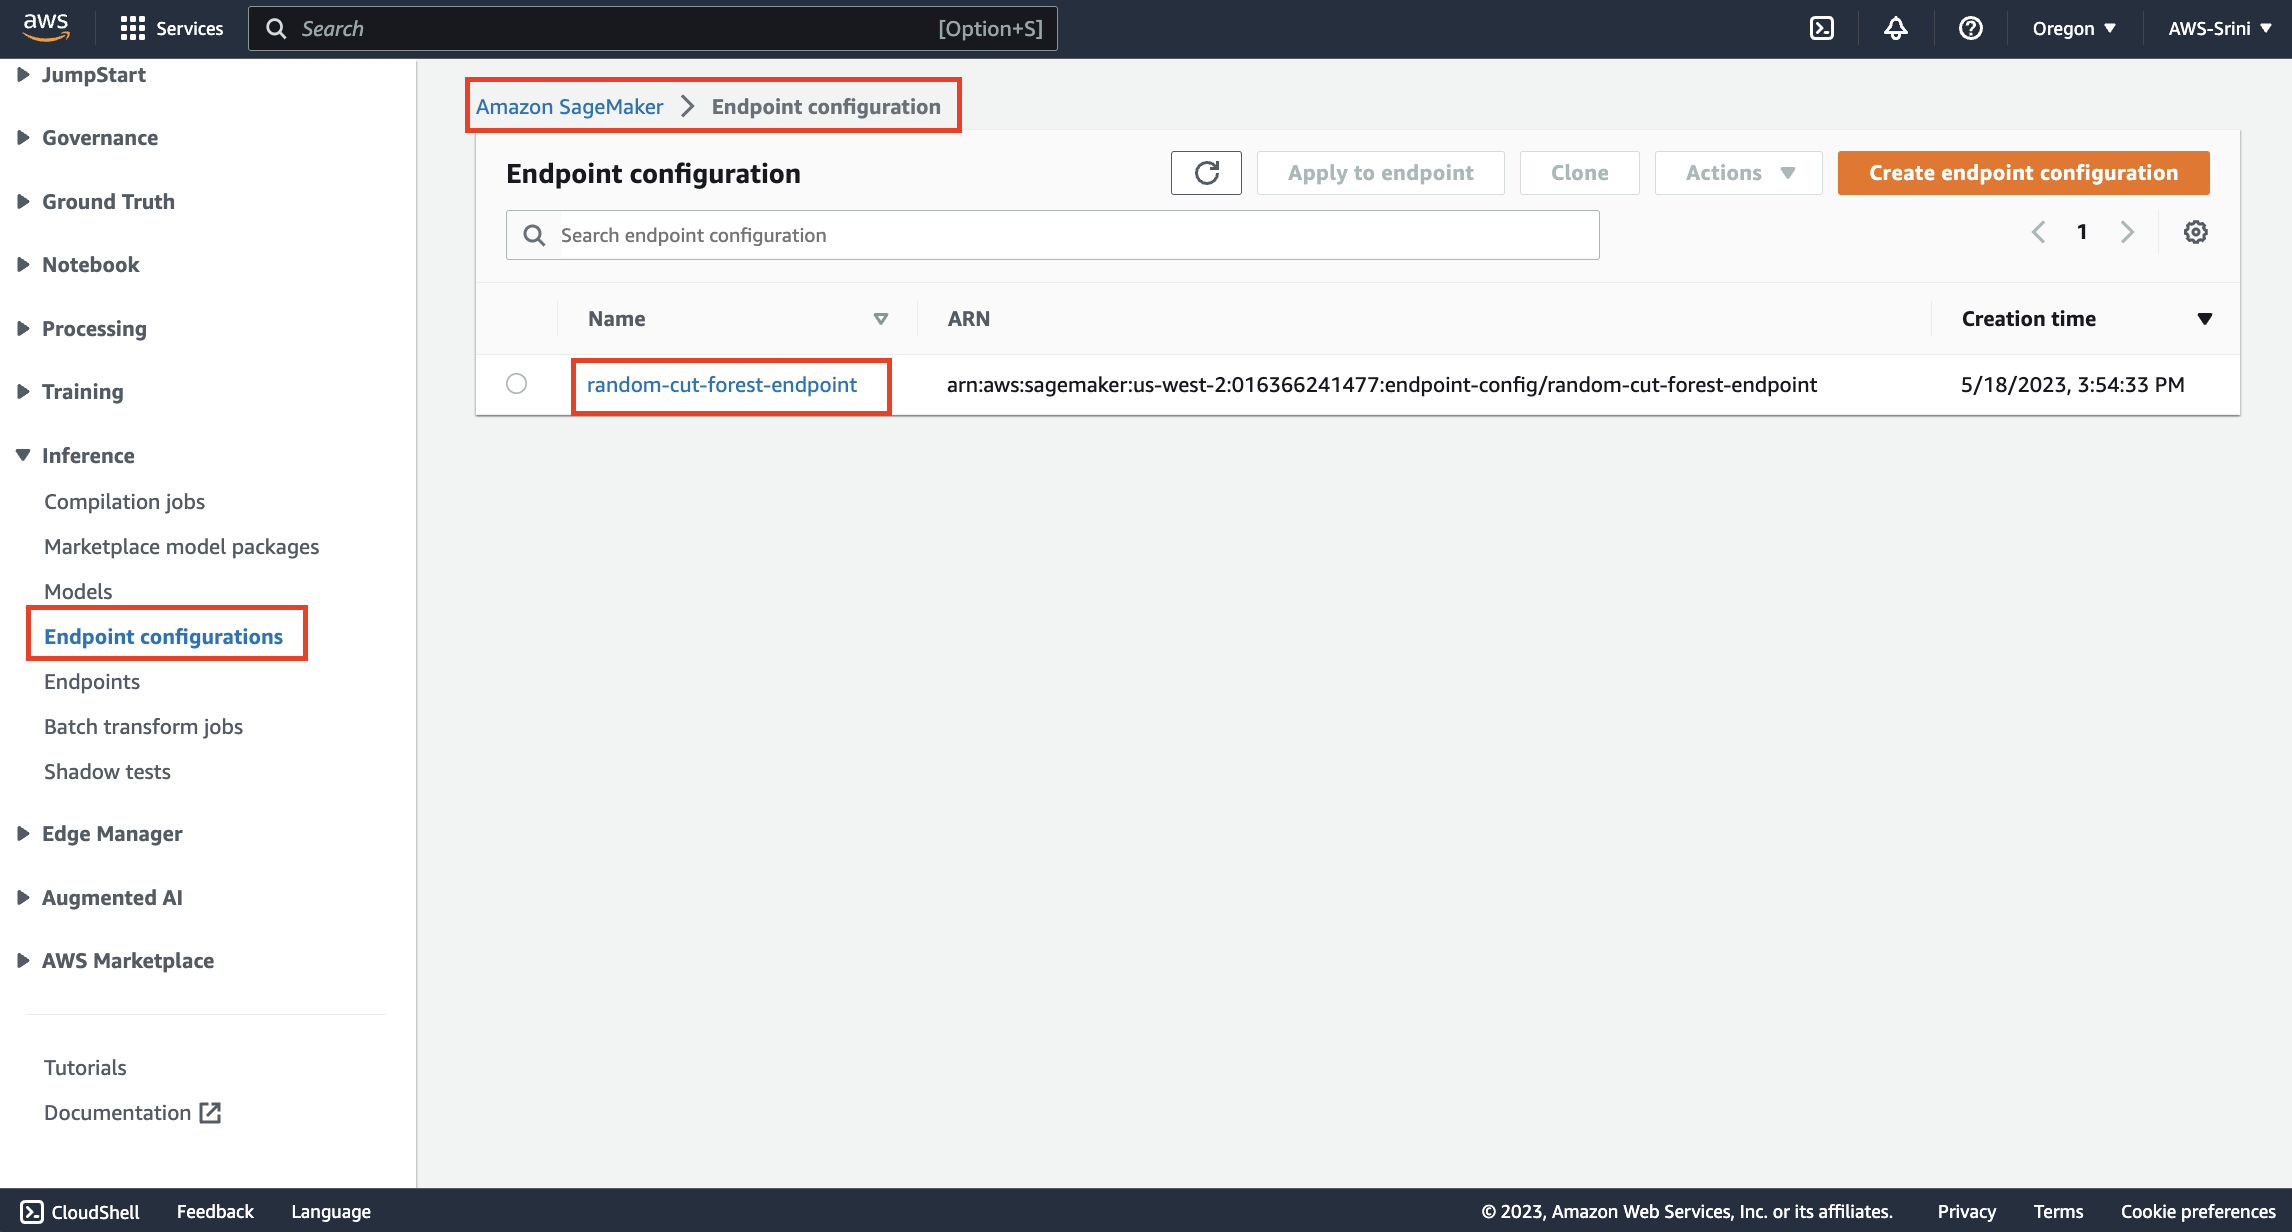 aws Services Search [Option+S] Oregon AWS-Srini
JumpStart
Governance
Ground Truth
Notebook
Processing
Training
Inference
Compilation jobs
Marketplace model packages
Models
Endpoint configurations
Endpoints
Batch transform jobs
Shadow tests
Edge Manager
Augmented AI
AWS Marketplace
Tutorials
Documentation
Amazon SageMaker > Endpoint configuration
Endpoint configuration Apply to endpoint Clone Actions Create endpoint configuration
Search endpoint configuration 1
Name ARN Creation time
random-cut-forest-endpoint arn:aws:sagemaker:us-west-2:016366241477:endpoint-config/random-cut-forest-endpoint 5/18/2023, 3:54:33 PM
CloudShell Feedback Language © 2023, Amazon Web Services, Inc. or its affiliates. Privacy Terms Cookie preferences